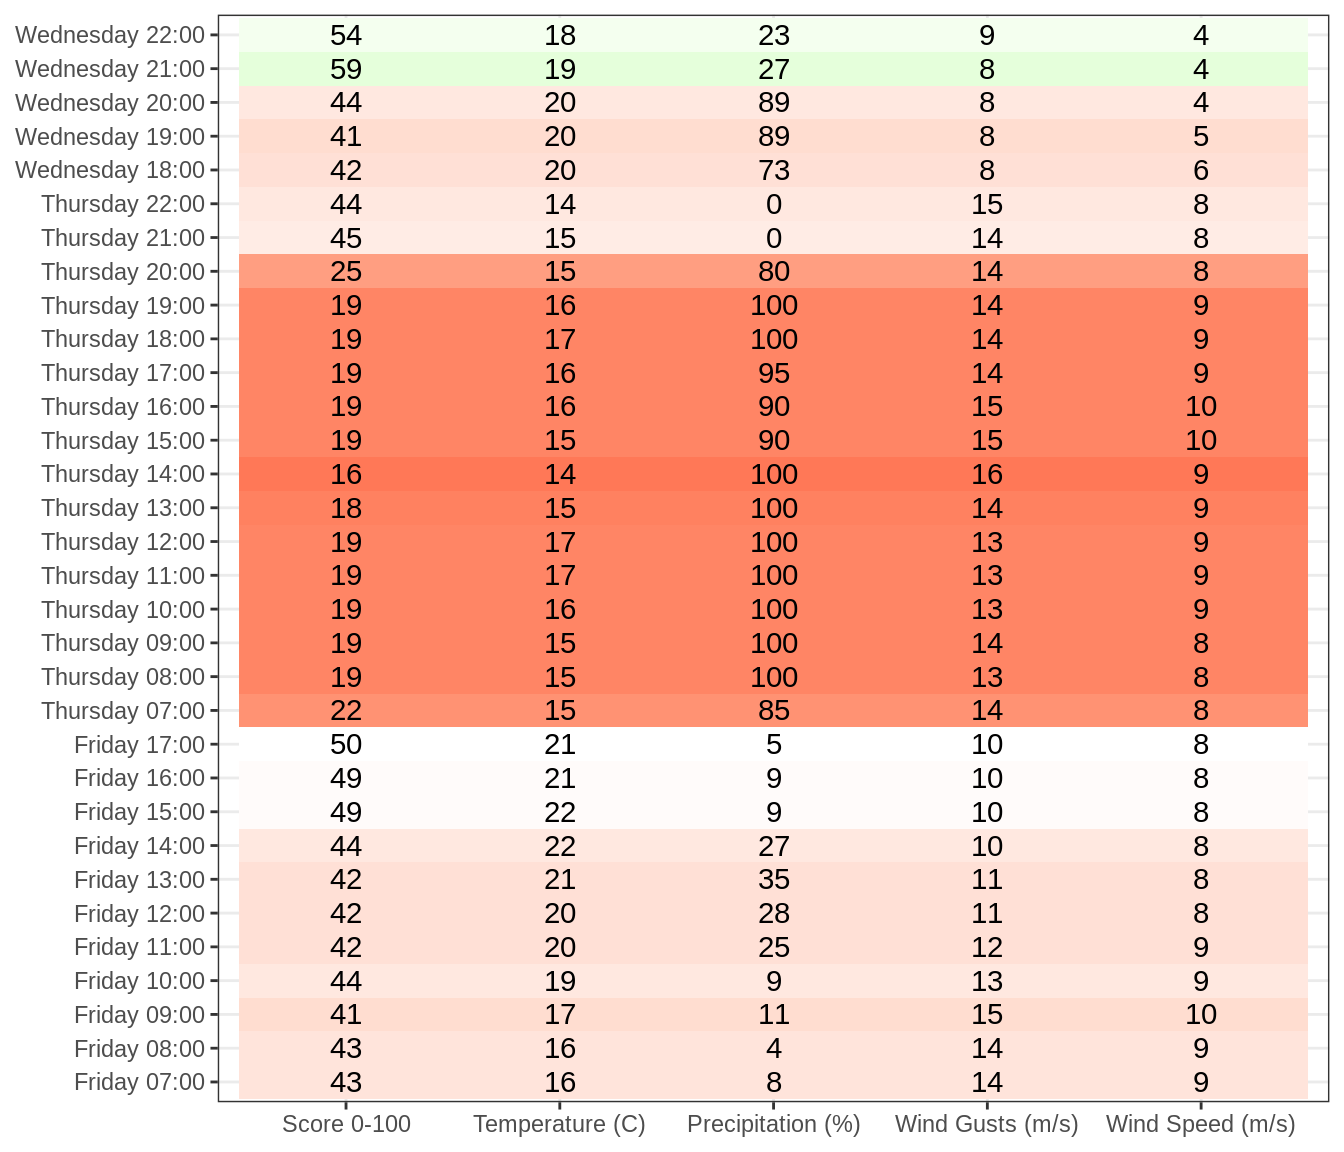 Wednesday 22:00 54 18 23 9 4
Wednesday 21:00 59 19 27 8 4
Wednesday 20:00 44 20 89 8 4
Wednesday 19:00 41 20 89 8 5
Wednesday 18:00 42 20 73 8 6
Thursday 22:00 44 14 0 15 8
Thursday 21:00 45 15 0 14 8
Thursday 20:00 25 15 80 14 8
Thursday 19:00 19 16 100 14 9
Thursday 18:00 19 17 100 14 9
Thursday 17:00 19 16 95 14 9
Thursday 16:00 19 16 90 15 10
Thursday 15:00 19 15 90 15 10
Thursday 14:00 16 14 100 16 9
Thursday 13:00 18 15 100 14 9
Thursday 12:00 19 17 100 13 9
Thursday 11:00 19 17 100 13 9
Thursday 10:00 19 16 100 13 9
Thursday 09:00 19 15 100 14 8
Thursday 08:00 19 15 100 13 8
Thursday 07:00 22 15 85 14 8
Friday 17:00 50 21 5 10 8
Friday 16:00 49 21 9 10 8
Friday 15:00 49 22 9 10 8
Friday 14:00 44 22 27 10 8
Friday 13:00 42 21 35 11 8
Friday 12:00 42 20 28 11 8
Friday 11:00 42 20 25 12 9
Friday 10:00 44 19 9 13 9
Friday 09:00 41 17 11 15 10
Friday 08:00 43 16 4 14 9
Friday 07:00 43 16 8 14 9
Score 0-100 Temperature (C) Precipitation (%) Wind Gusts (m/s) Wind Speed (m/s)